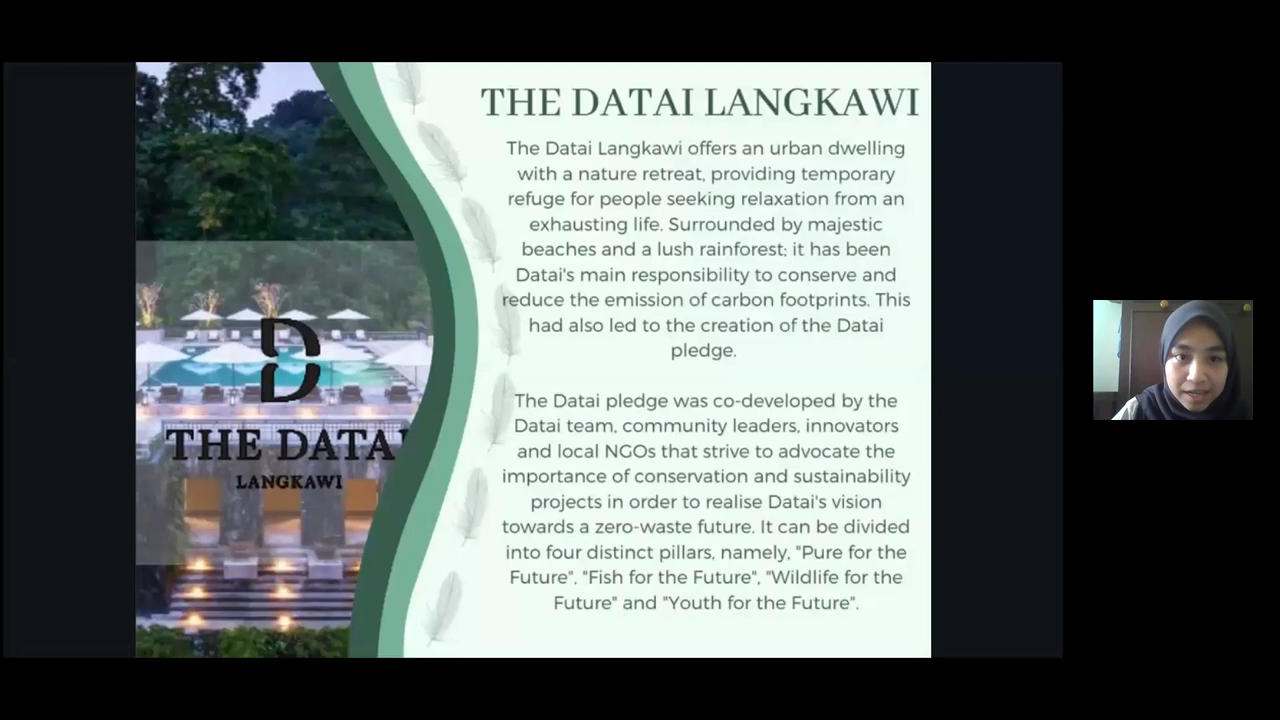 THE DATAI LANGKAWI
The Datai Langkawi offers an urban dwelling
with a nature retreat, providing temporary
refuge for people seeking relaxation from an
exhausting life. Surrounded by majestic
beaches and a lush rainforest; it has been
Datai's main responsibility to conserve and
reduce the emission of carbon footprints. This
had also led to the creation of the Datai
pledge.
The Datai pledge was co-developed by the
Datai team, community leaders, innovators
and local NGOs that strive to advocate the
importance of conservation and sustainability
projects in order to realise Datai's vision
towards a zero-waste future. It can be divided
into four distinct pillars, namely, "Pure for the
Future", "Fish for the Future", "Wildlife for the
Future" and "Youth for the Future".
D
THE DATAI
LANGKAWI